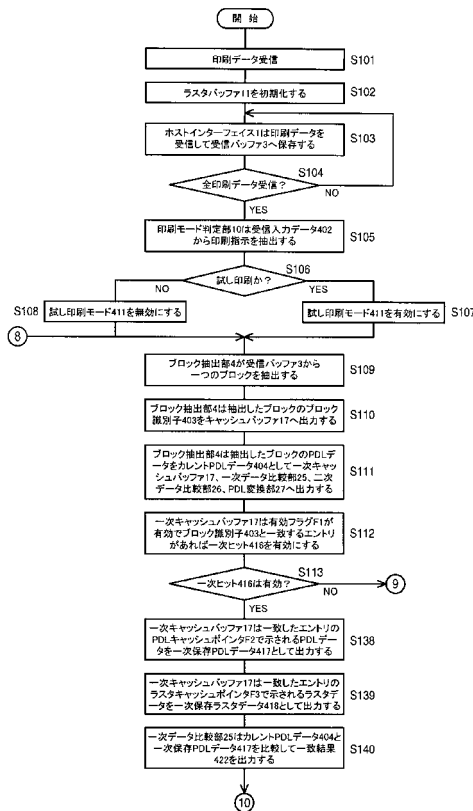 開 始
印刷データ受信
S101
ラスタバッファ11を初期化する
S102
ホストインターフェイス1は印刷データを
受信して受信バッファ3へ保存する
S103
S104
全印刷データ受信？
NO
YES
印刷モード判定部10は受信入力データ402
から印刷指示を抽出する
S105
S106
試し印刷か？
NO
YES
S108
試し印刷モード411を無効にする
試し印刷モード411を有効にする
S107
8
ブロック抽出部4が受信バッファ3から
一つのブロックを抽出する
S109
ブロック抽出部4は抽出したブロックのブロック
識別子403をキャッシュバッファ17へ出力する
S110
ブロック抽出部4は抽出したブロックのPDL
データをカレントPDLデータ404として一次キャッ
シュバッファ17、一次データ比較部25、二次
データ比較部26、PDL変換部27へ出力する
S111
一次キャッシュバッファ17は有効フラグF1が
有効でブロック識別子403と一致するエントリ
があれば一次ヒット416を有効にする
S112
S113
一次ヒット416は有効？
NO
9
YES
一次キャッシュバッファ17は一致したエントリの
PDLキャッシュポインタF2で示されるPDLデー
タを一次保存PDLデータ417として出力する
S138
一次キャッシュバッファ17は一致したエントリの
ラスタキャッシュポインタF3で示されるラスタデ
ータを一次保存ラスタデータ418として出力する
S139
一次データ比較部25はカレントPDLデータ404と
一次保存PDLデータ417を比較して一致結果
422を出力する
S140
10